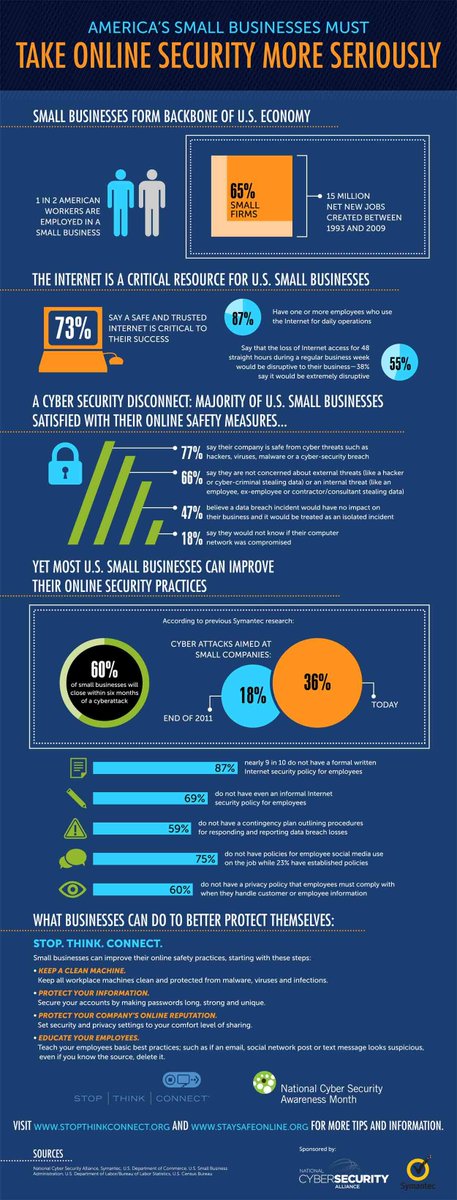 AMERICA'S SMALL BUSINESSES MUST
TAKE ONLINE SECURITY MORE SERIOUSLY
SMALL BUSINESSES FORM BACKBONE OF U.S. ECONOMY
1 IN 2 AMERICAN
WORKERS ARE
EMPLOYED IN A
SMALL BUSINESS
65%
SMALL
FIRMS
15 MILLION
NET NEW JOBS
CREATED BETWEEN
1993 AND 2009
THE INTERNET IS A CRITICAL RESOURCE FOR U.S. SMALL BUSINESSES
73%
SAY A SAFE AND TRUSTED
INTERNET IS CRITICAL TO
THEIR SUCCESS
87%
Have one or more employees who use
the Internet for daily operations
Say that the loss of Internet access for 48
straight hours during a regular business week
would be disruptive to their business—38%
say it would be extremely disruptive
55%
A CYBER SECURITY DISCONNECT: MAJORITY OF U.S. SMALL BUSINESSES
SATISFIED WITH THEIR ONLINE SAFETY MEASURES...
77%
say their company is safe from cyber threats such as
hackers, viruses, malware or a cyber-security breach
66%
say they are not concerned about external threats (like a hacker
or cyber-criminal stealing data) or an internal threat (like an
employee, ex-employee or contractor/consultant stealing data)
47%
believe a data breach incident would have no impact on
their business and it would be treated as an isolated incident
18%
say they would not know if their computer
network was compromised
YET MOST U.S. SMALL BUSINESSES CAN IMPROVE
THEIR ONLINE SECURITY PRACTICES
According to previous Symantec research:
60%
of small businesses will
close within six months
of a cyberattack
CYBER ATTACKS AIMED AT
SMALL COMPANIES:
18%
36%
END OF 2011
TODAY
87%
nearly 9 in 10 do not have a formal written
Internet security policy for employees
69%
do not have even an informal Internet
security policy for employees
59%
do not have a contingency plan outlining procedures
for responding and reporting data breach losses
75%
do not have policies for employee social media use
on the job while 23% have established policies
60%
do not have a privacy policy that employees must comply with
when they handle customer or employee information
WHAT BUSINESSES CAN DO TO BETTER PROTECT THEMSELVES:
STOP. THINK. CONNECT.
Small businesses can improve their online safety practices, starting with these steps:
• KEEP A CLEAN MACHINE.
Keep all workplace machines clean and protected from malware, viruses and infections.
• PROTECT YOUR INFORMATION.
Secure your accounts by making passwords long, strong and unique.
• PROTECT YOUR COMPANY'S ONLINE REPUTATION.
Set security and privacy settings to your comfort level of sharing.
• EDUCATE YOUR EMPLOYEES.
Teach your employees basic best practices; such as if an email, social network post or text message looks suspicious,
even if you know the source, delete it.
STOP | THINK | CONNECT
National Cyber Security
Awareness Month
VISIT WWW.STOPTHINKCONNECT.ORG AND WWW.STAYSAFEONLINE.ORG FOR MORE TIPS AND INFORMATION.
SOURCES
National Cyber Security Alliance, Symantec, U.S. Department of Commerce, U.S. Small Business
Administration, U.S. Department of Labor/Bureau of Labor Statistics, U.S. Census Bureau.
Sponsored by:
NATIONAL
CYBERSECURITY
ALLIANCE
Symantec